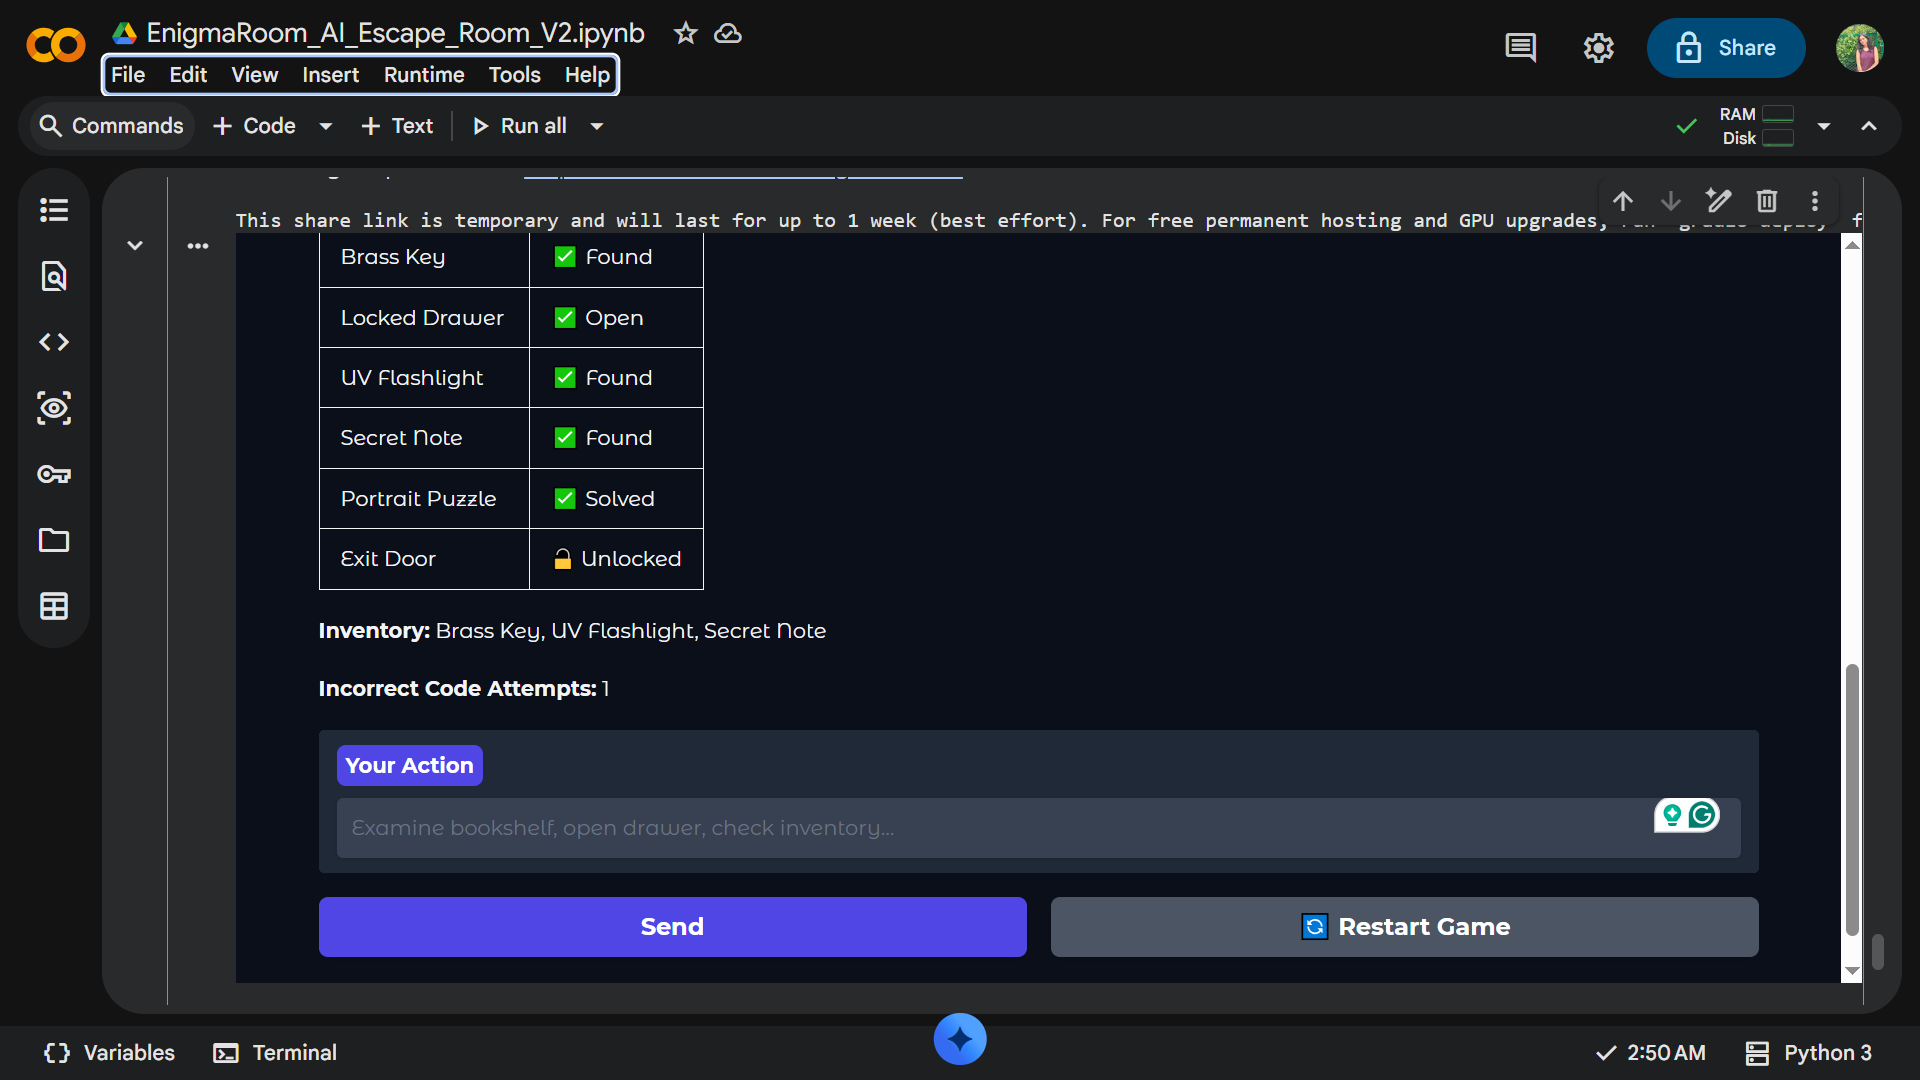 EnigmaRoom_AI_Escape_Room_V2.ipynb
File Edit View Insert Runtime Tools Help
Share
Commands + Code + Text Run all
RAM
Disk
This share link is temporary and will last for up to 1 week (best effort). For free permanent hosting and GPU upgrades,
Brass Key ✅ Found
Locked Drawer ✅ Open
UV Flashlight ✅ Found
Secret Note ✅ Found
Portrait Puzzle ✅ Solved
Exit Door 🔓 Unlocked
Inventory: Brass Key, UV Flashlight, Secret Note
Incorrect Code Attempts: 1
Your Action
Examine bookshelf, open drawer, check inventory...
Send
🔄 Restart Game
{} Variables Terminal
2:50 AM Python 3